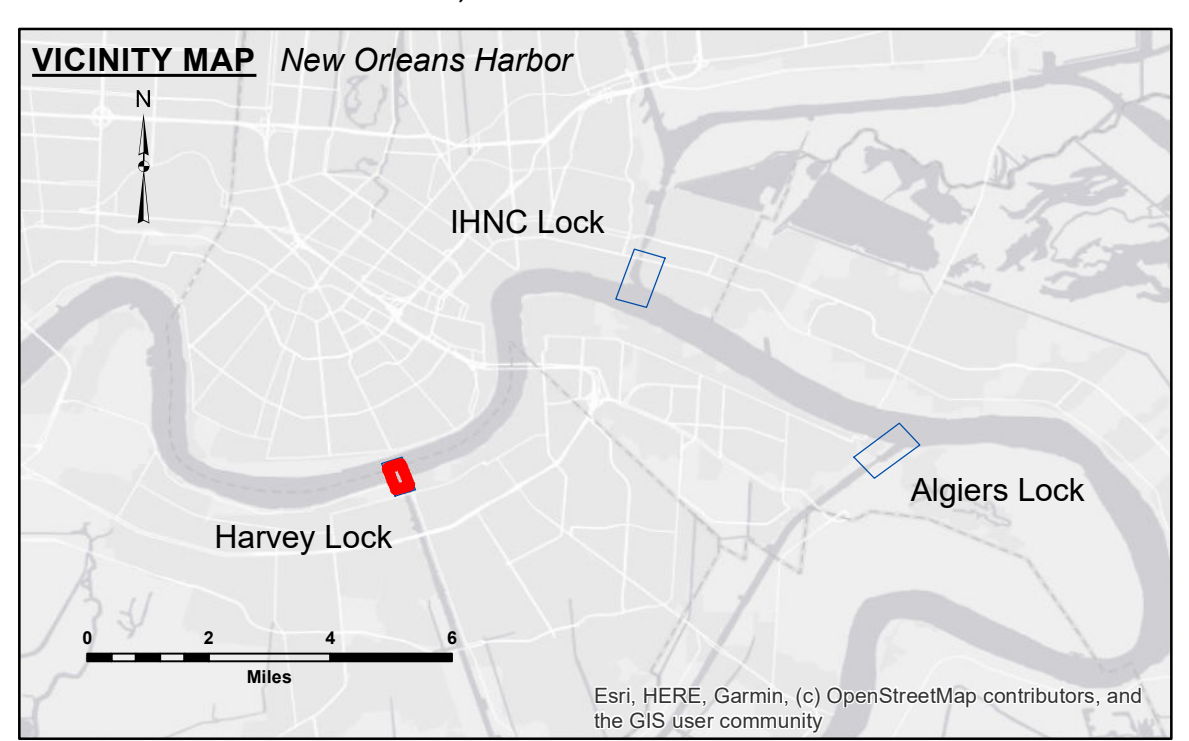 VICINITY MAP New Orleans Harbor
N
IHNC Lock
Algiers Lock
Harvey Lock
0 2 4 6
Miles
Esri, HERE, Garmin, (c) OpenStreetMap contributors, and
the GIS user community